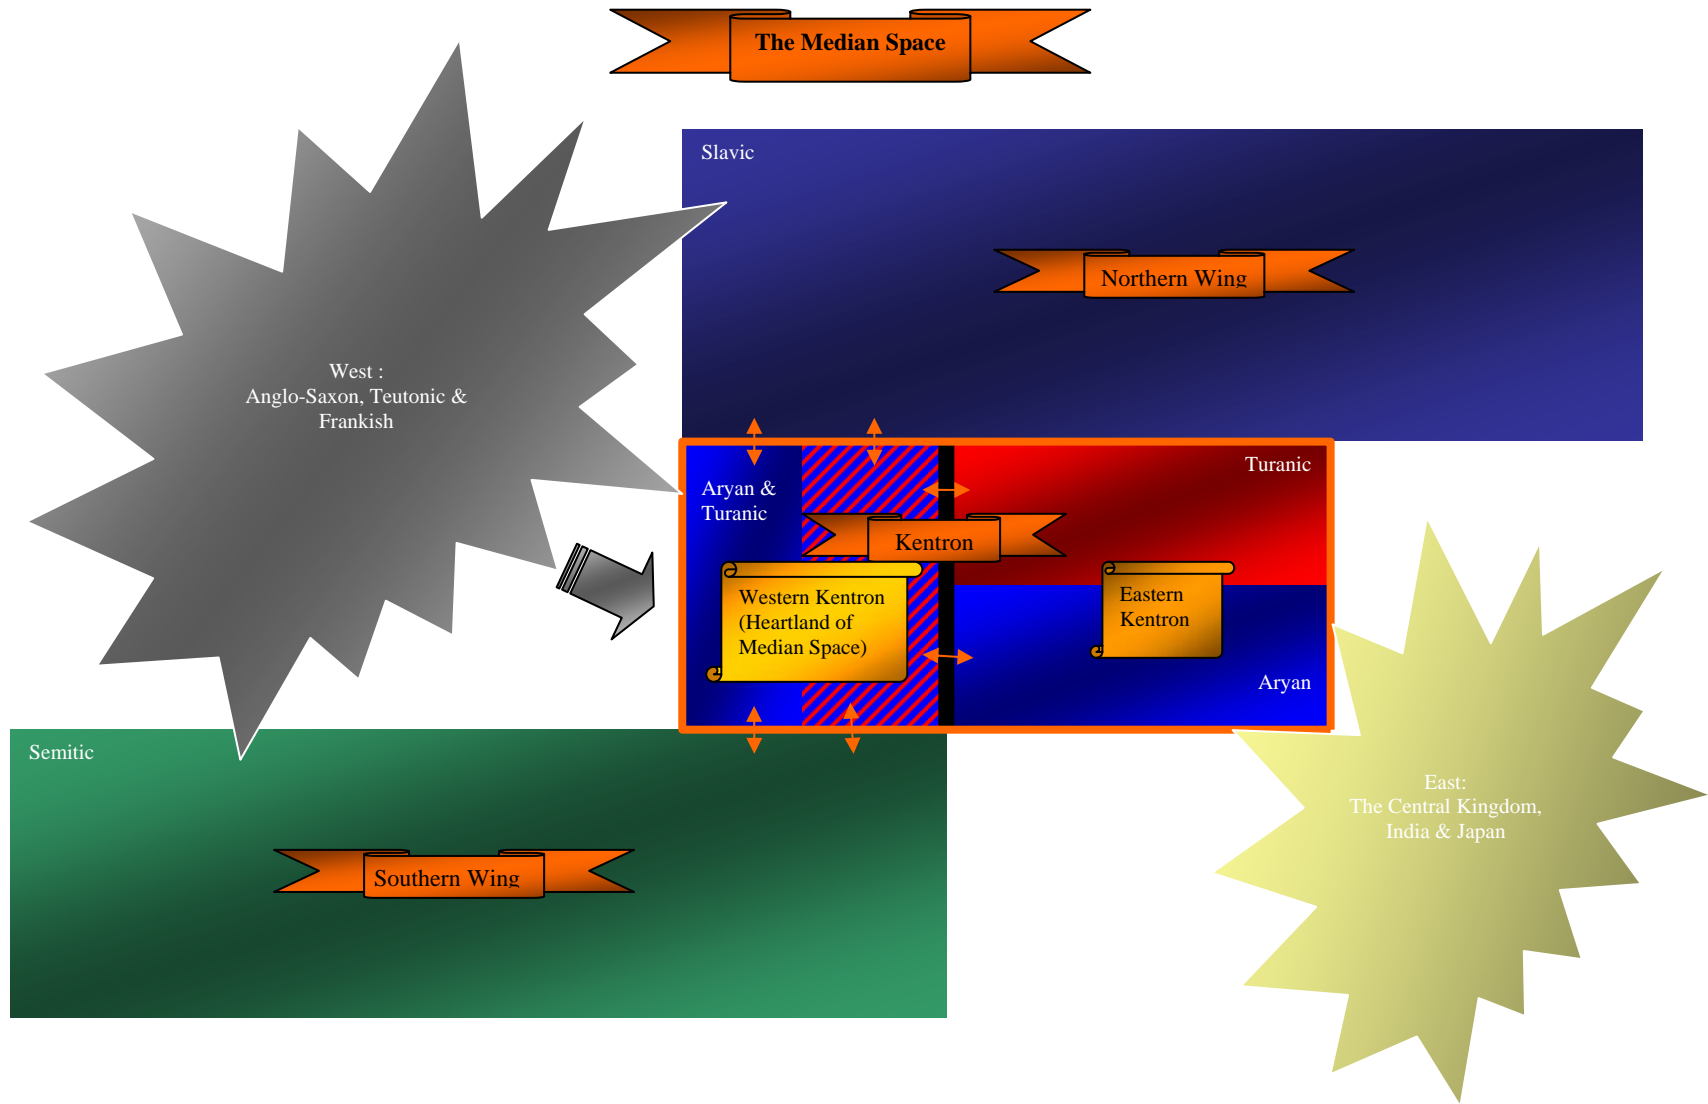 The Median Space
Slavic
Northern Wing
West :
Anglo-Saxon, Teutonic &
Frankish
Aryan &
Turanic
Turanic
Kentron
Western Kentron
(Heartland of
Median Space)
Eastern
Kentron
Aryan
Semitic
Southern Wing
East:
The Central Kingdom,
India & Japan